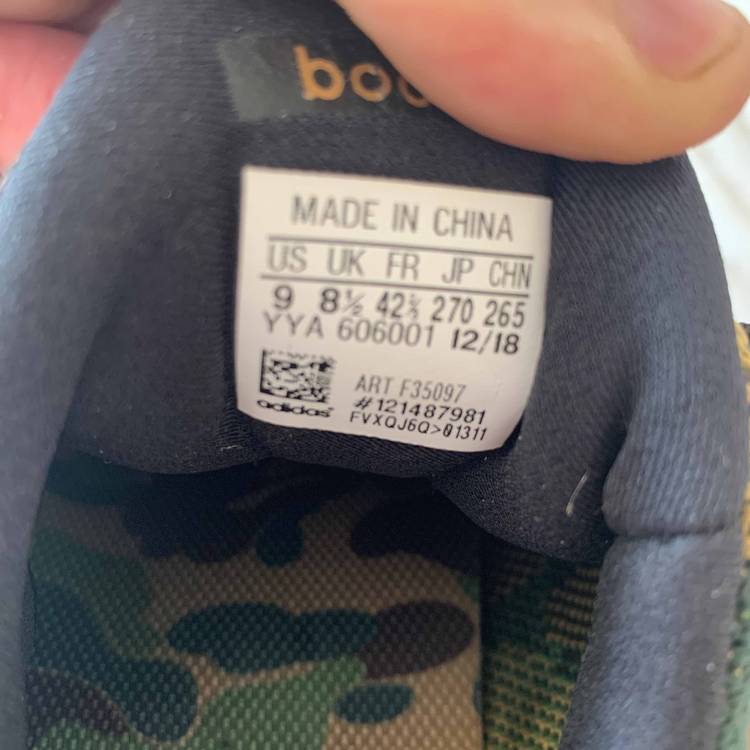 boo
MADE IN CHINA
US UK FR JP CHN
9 8½ 42⅔ 270 265
YYA 606001 12/18
ART F35097
#121487981
adidas
FVXQJ6Q>01311